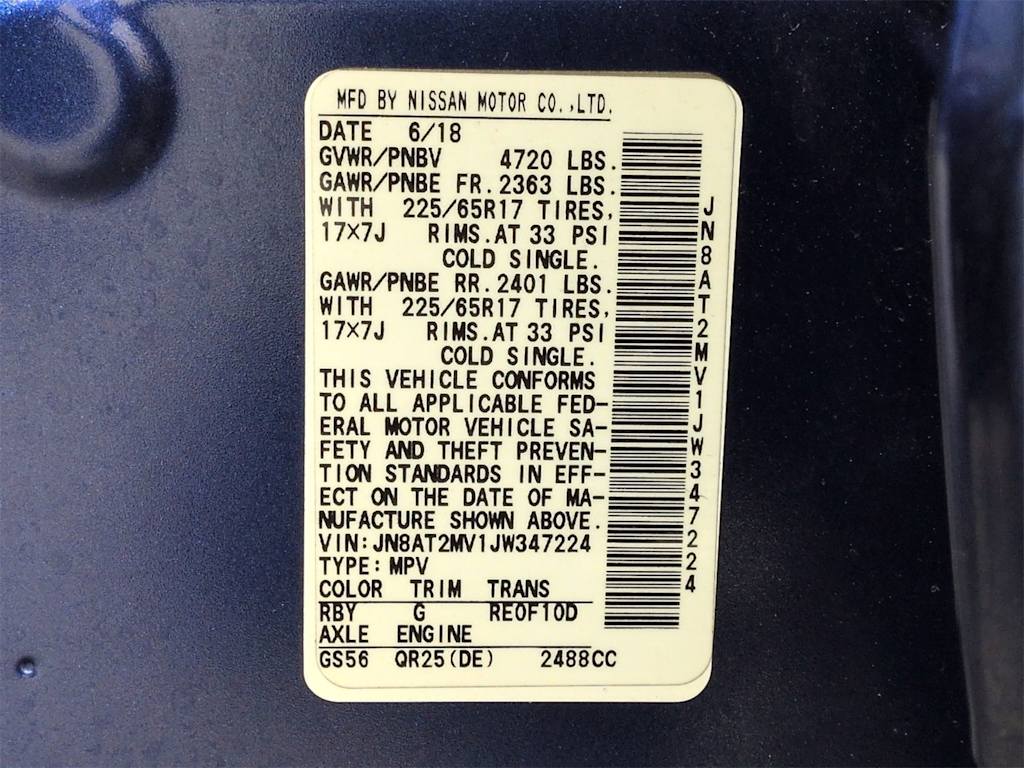 MFD BY NISSAN MOTOR CO.,LTD.
DATE 6/18
GVWR/PNBV 4720 LBS.
GAWR/PNBE FR.2363 LBS.
WITH 225/65R17 TIRES,
17×7J RIMS.AT 33 PSI
COLD SINGLE.
GAWR/PNBE RR.2401 LBS.
WITH 225/65R17 TIRES,
17×7J RIMS.AT 33 PSI
COLD SINGLE.
THIS VEHICLE CONFORMS
TO ALL APPLICABLE FED-
ERAL MOTOR VEHICLE SA-
FETY AND THEFT PREVEN-
TION STANDARDS IN EFF-
ECT ON THE DATE OF MA-
NUFACTURE SHOWN ABOVE.
VIN:JN8AT2MV1JW347224
TYPE:MPV
COLOR TRIM TRANS
RBY G RE0F10D
AXLE ENGINE
GS56 QR25(DE) 2488CC
JN8AT2MV1JW347224